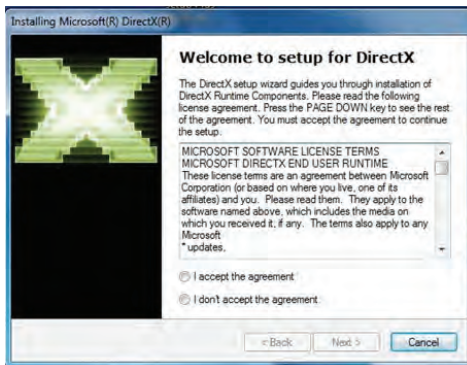 Installing Microsoft(R) DirectX(R)
Welcome to setup for DirectX
The DirectX setup wizard guides you through installation of
DirectX Runtime Components. Please read the following
license agreement. Press the PAGE DOWN key to see the rest
of the agreement. You must accept the agreement to continue
the setup.
MICROSOFT SOFTWARE LICENSE TERMS
MICROSOFT DIRECTX END USER RUNTIME
These license terms are an agreement between Microsoft
Corporation (or based on where you live, one of its
affiliates) and you. Please read them. They apply to the
software named above, which includes the media on
which you received it, if any. The terms also apply to any
Microsoft
* updates,
I accept the agreement
I don't accept the agreement
< Back
Next >
Cancel